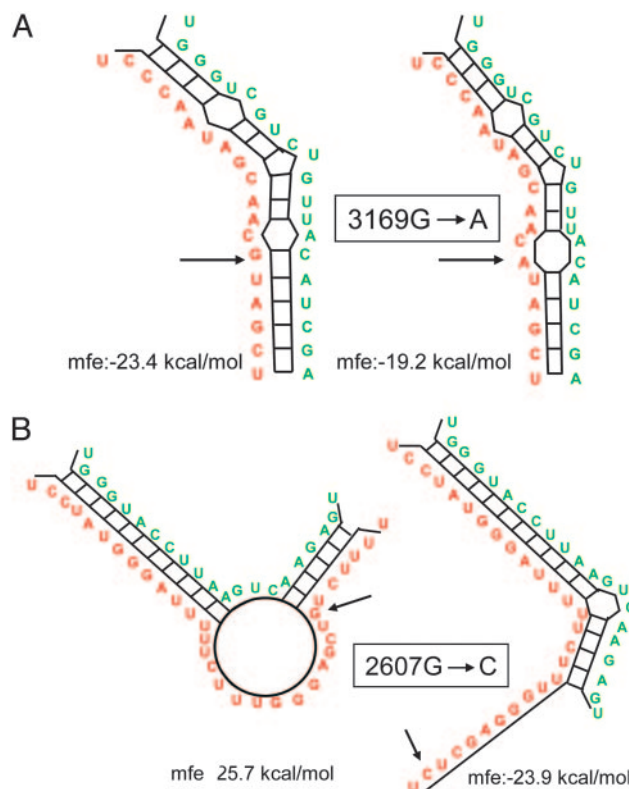 A
U G G G U C G U C U G U U A C A U C G A
U C C C A A U A G C A A C G U A G C U
mfe:-23.4 kcal/mol
3169G → A
U G G G U C G U C U G U U A C A U C G A
U C C C A A U A G C A A C A U A G C U
mfe:-19.2 kcal/mol
B
U G G G U A C C U U A A G U C A A G A G U
mfe 25.7 kcal/mol
2607G → C
U G G G U A C C U U A A G U C A A G A G U
mfe:-23.9 kcal/mol